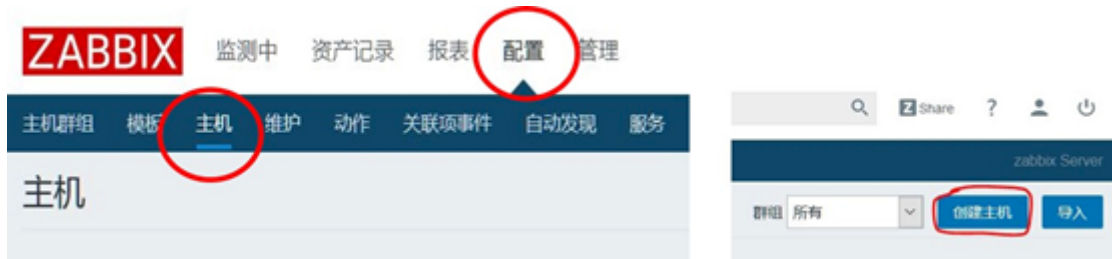 ZABBIX 监测中 资产记录 报表 配置 管理
主机群组 模板 主机 维护 动作 关联项事件 自动发现 服务
主机
Z Share ?
zabbix Server
群组 所有 创建主机 导入